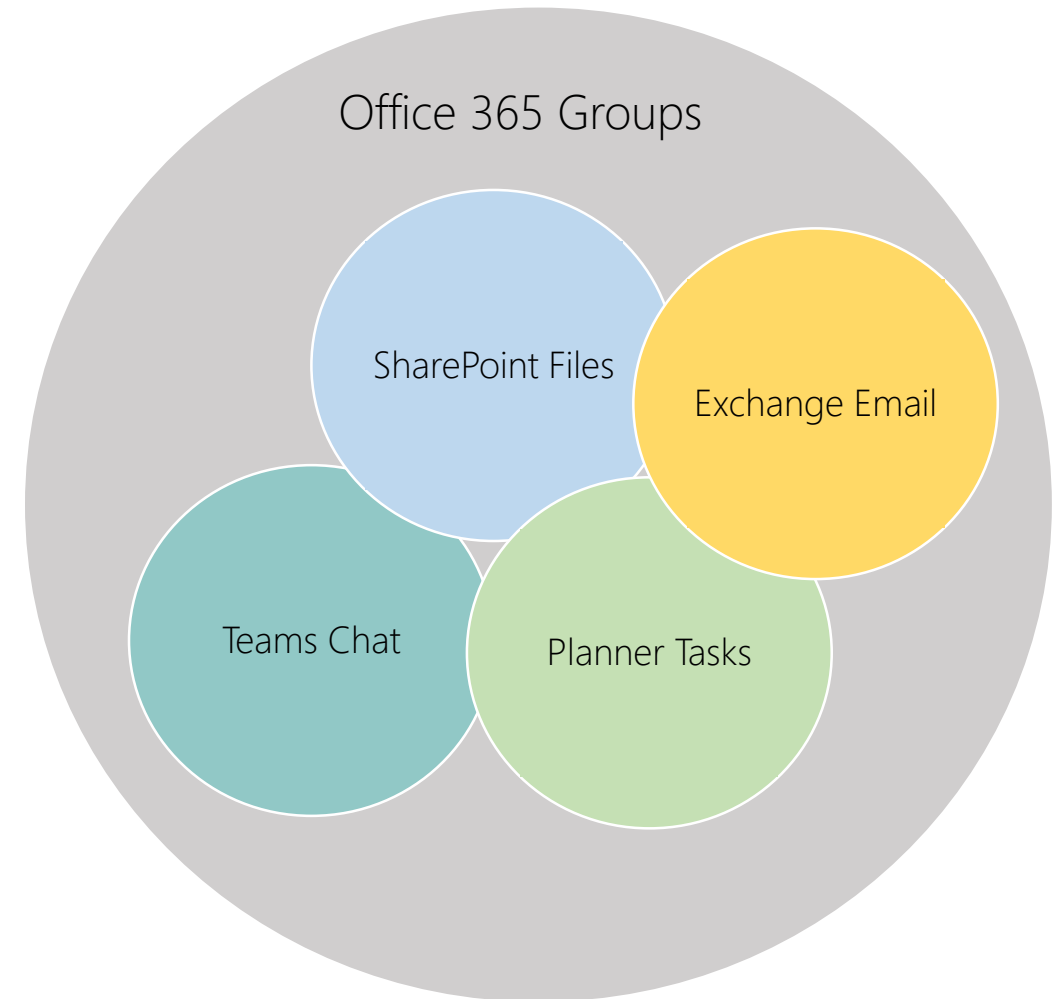 Office 365 Groups
SharePoint Files
Exchange Email
Teams Chat
Planner Tasks